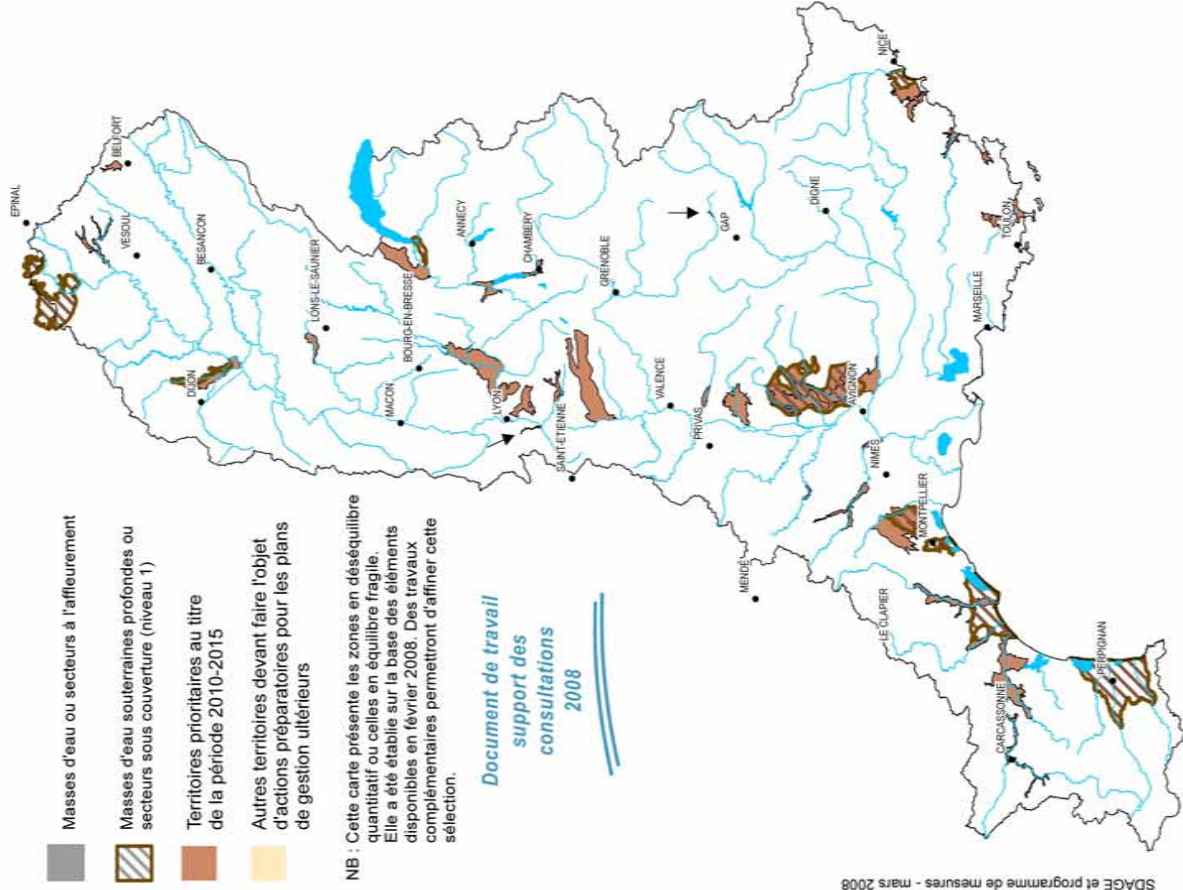 Masses d'eau ou secteurs à l'affleurement
Masses d'eau souterraines profondes ou
secteurs sous couverture (niveau 1)
Territoires prioritaires au titre
de la période 2010-2015
Autres territoires devant faire l'objet
d'actions préparatoires pour les plans
de gestion ultérieurs
NB : Cette carte présente les zones en déséquilibre
quantitatif ou celles en équilibre fragile.
Elle a été établie sur la base des éléments
disponibles en février 2008. Des travaux
complémentaires permettront d'affiner cette
sélection.
Document de travail
support des
consultations
2008
EPINAL
BELFORT
VESOUL
BESANCON
DIJON
LONS-LE-SAUNIER
BOURG-EN-BRESSE
MACON
ANNECY
LYON
CHAMBERY
SAINT-ETIENNE
GRENOBLE
VALENCE
PRIVAS
GAP
MENDE
DIGNE
AVIGNON
NIMES
NICE
LE CLAPIER
MONTPELLIER
MARSEILLE
TOULON
CARCASSONNE
PERPIGNAN
SDAGE et programme de mesures - mars 2008